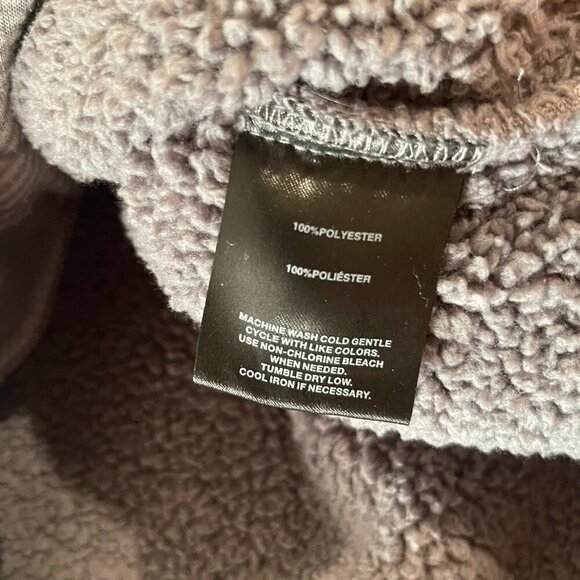 100%POLYESTER
100%POLIÉSTER
MACHINE WASH COLD GENTLE
CYCLE WITH LIKE COLORS.
USE NON-CHLORINE BLEACH
WHEN NEEDED.
TUMBLE DRY LOW.
COOL IRON IF NECESSARY.